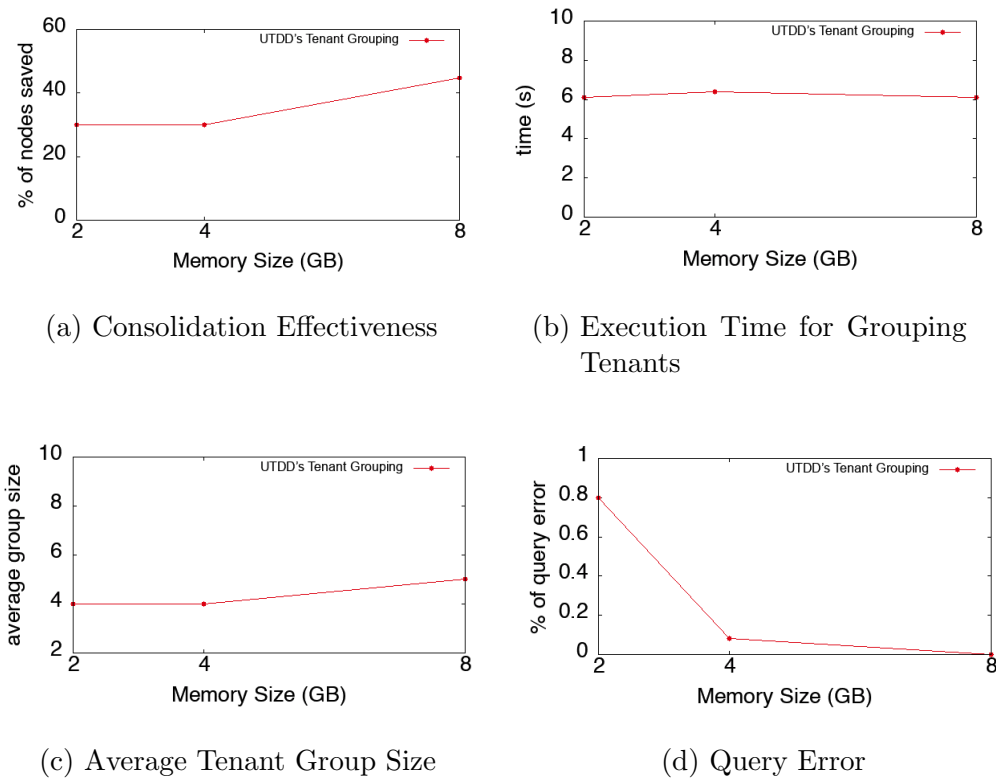 60
40
20
0
% of nodes saved
UTDD's Tenant Grouping
2 4 8
Memory Size (GB)
(a) Consolidation Effectiveness
10
8
6
4
2
0
time (s)
UTDD's Tenant Grouping
2 4 8
Memory Size (GB)
(b) Execution Time for Grouping
Tenants
10
8
6
4
2
average group size
UTDD's Tenant Grouping
2 4 8
Memory Size (GB)
(c) Average Tenant Group Size
1
0.8
0.6
0.4
0.2
0
% of query error
UTDD's Tenant Grouping
2 4 8
Memory Size (GB)
(d) Query Error